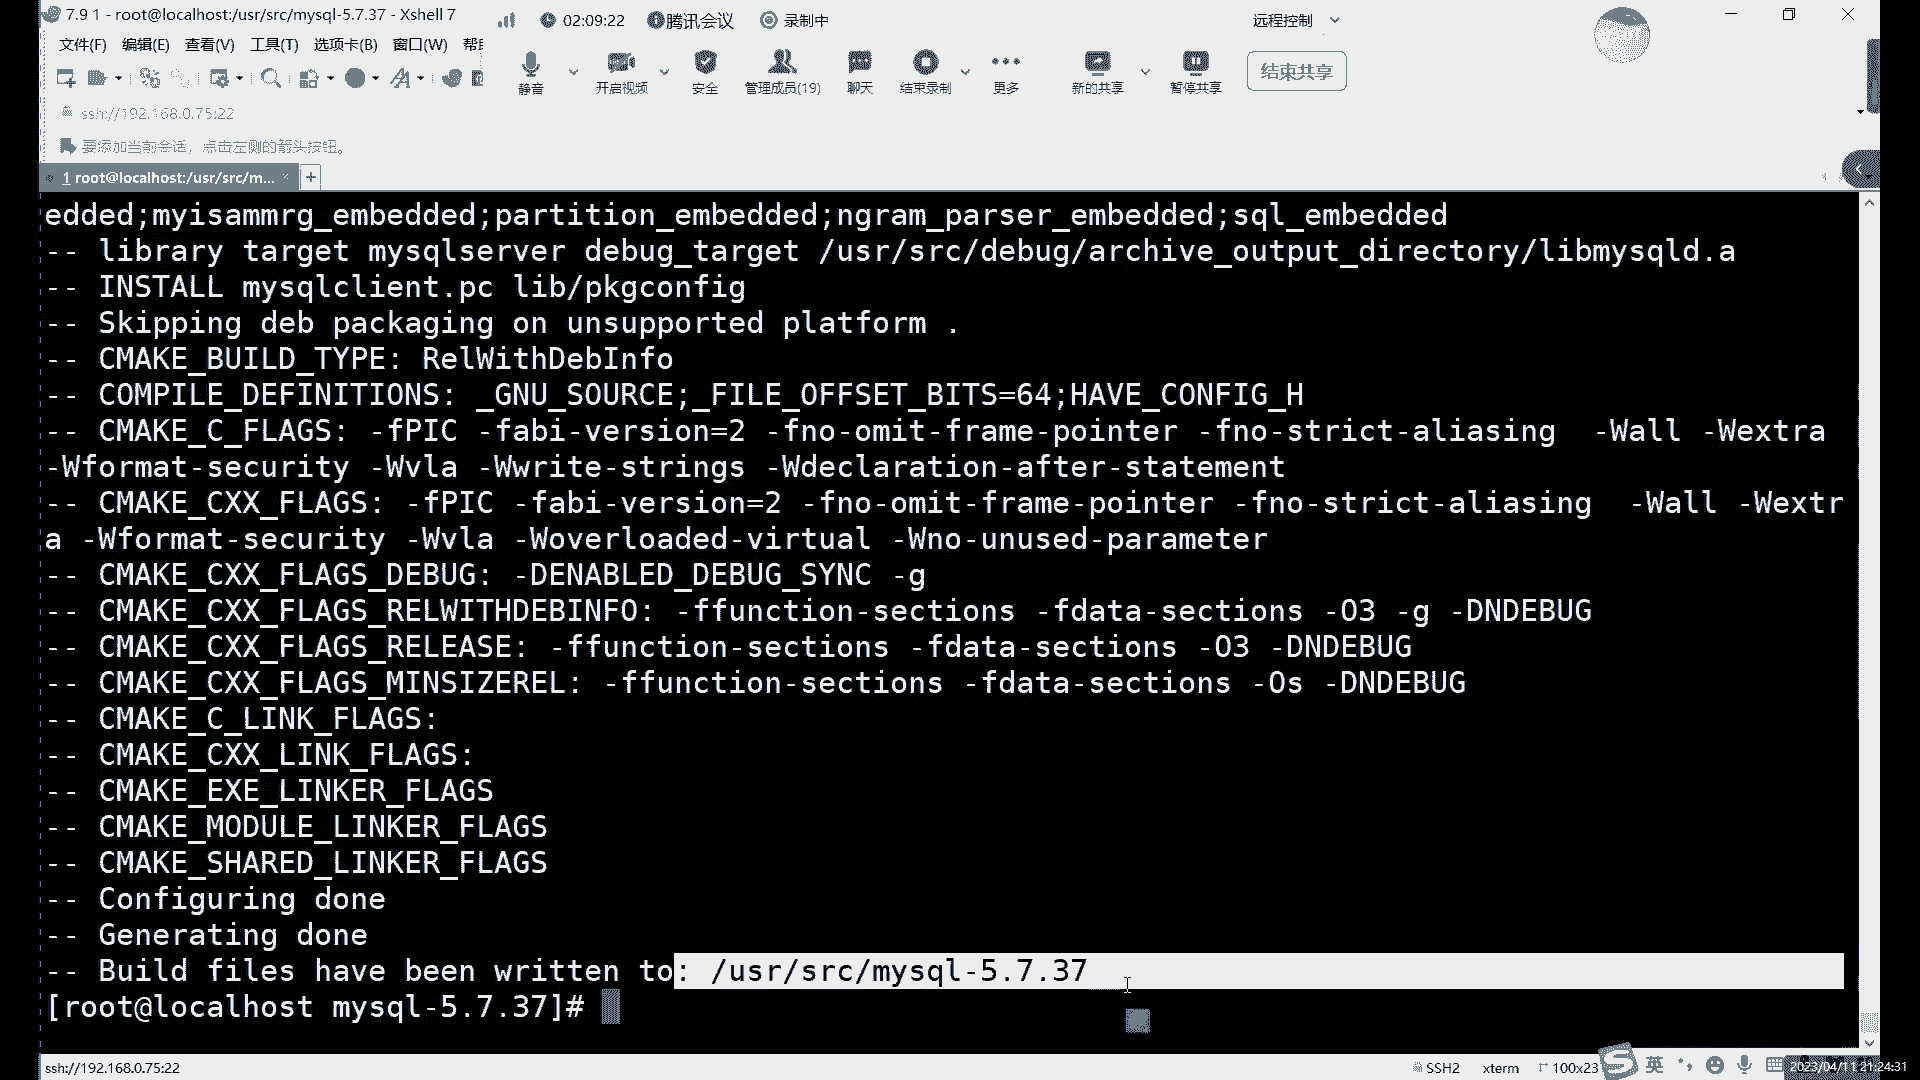 7.9 1 - root@localhost:/usr/src/mysql-5.7.37 - Xshell 7
02:09:22
腾讯会议
录制中
远程控制
文件(F) 编辑(E) 查看(V) 工具(T) 选项卡(B) 窗口(W)
静音
开启视频
安全
管理成员(19)
聊天
结束录制
更多
新的共享
暂停共享
结束共享
ssh://192.168.0.75:22
要添加当前会话，点击左侧的箭头按钮。
1 root@localhost:/usr/src/m... × +
edded;myisammrg_embedded;partition_embedded;ngram_parser_embedded;sql_embedded
-- library target mysqlserver debug_target /usr/src/debug/archive_output_directory/libmysqld.a
-- INSTALL mysqlclient.pc lib/pkgconfig
-- Skipping deb packaging on unsupported platform .
-- CMAKE_BUILD_TYPE: RelWithDebInfo
-- COMPILE_DEFINITIONS: _GNU_SOURCE;_FILE_OFFSET_BITS=64;HAVE_CONFIG_H
-- CMAKE_C_FLAGS: -fPIC -fabi-version=2 -fno-omit-frame-pointer -fno-strict-aliasing  -Wall -Wextra
-Wformat-security -Wvla -Wwrite-strings -Wdeclaration-after-statement
-- CMAKE_CXX_FLAGS: -fPIC -fabi-version=2 -fno-omit-frame-pointer -fno-strict-aliasing  -Wall -Wextr
a -Wformat-security -Wvla -Woverloaded-virtual -Wno-unused-parameter
-- CMAKE_CXX_FLAGS_DEBUG: -DENABLED_DEBUG_SYNC -g
-- CMAKE_CXX_FLAGS_RELWITHDEBINFO: -ffunction-sections -fdata-sections -O3 -g -DNDEBUG
-- CMAKE_CXX_FLAGS_RELEASE: -ffunction-sections -fdata-sections -O3 -DNDEBUG
-- CMAKE_CXX_FLAGS_MINSIZEREL: -ffunction-sections -fdata-sections -Os -DNDEBUG
-- CMAKE_C_LINK_FLAGS:
-- CMAKE_CXX_LINK_FLAGS:
-- CMAKE_EXE_LINKER_FLAGS
-- CMAKE_MODULE_LINKER_FLAGS
-- CMAKE_SHARED_LINKER_FLAGS
-- Configuring done
-- Generating done
-- Build files have been written to: /usr/src/mysql-5.7.37
[root@localhost mysql-5.7.37]#
ssh://192.168.0.75:22
SSH2 xterm 100x23
英
2023/04/11 21:24:31